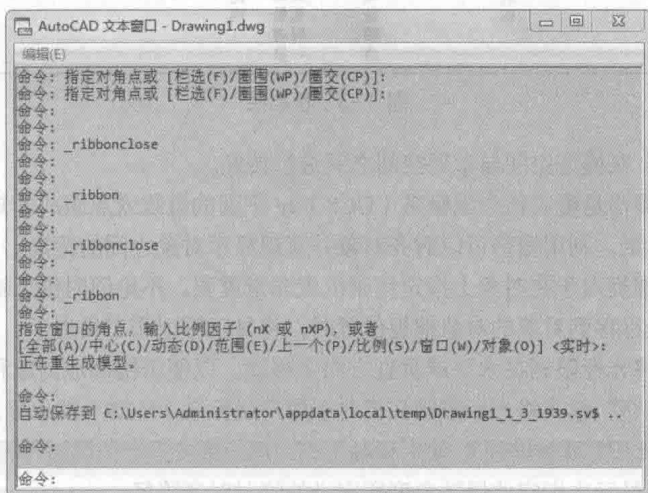 AutoCAD 文本窗口 - Drawing1.dwg
编辑(E)
命令: 指定对角点或 [栏选(F)/圈围(WP)/圈交(CP)]:
命令: 指定对角点或 [栏选(F)/圈围(WP)/圈交(CP)]:
命令:
命令:
命令: _ribbonclose
命令:
命令:
命令: _ribbon
命令:
命令:
命令: _ribbonclose
命令:
命令:
命令: _ribbon
命令:
指定窗口的角点，输入比例因子 (nX 或 nXP)，或者
[全部(A)/中心(C)/动态(D)/范围(E)/上一个(P)/比例(S)/窗口(W)/对象(O)] <实时>:
正在重生成模型。
命令:
自动保存到 C:\Users\Administrator\appdata\local\temp\Drawing1_1_3_1939.sv$ ..
命令:
命令: